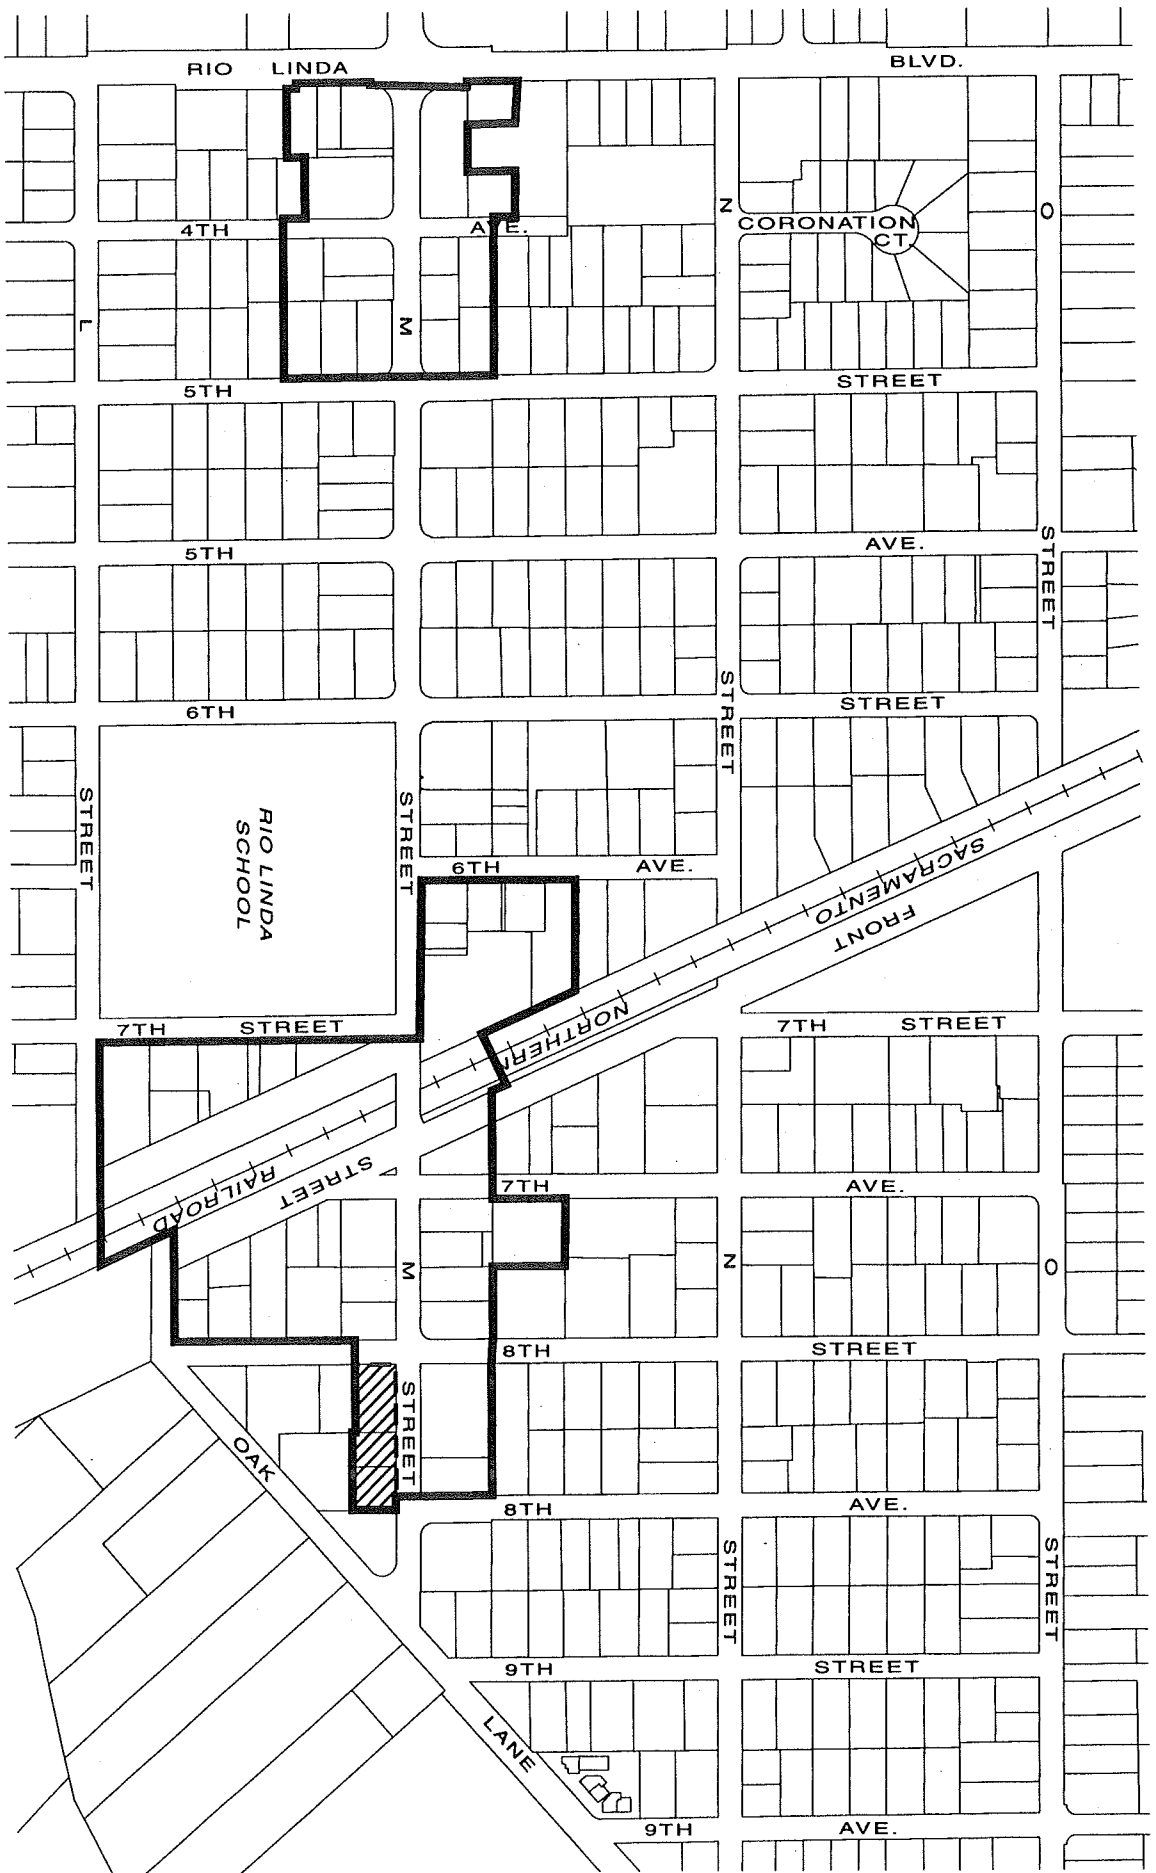 RIO LINDA BLVD.
N
O
4TH AVE.
CORONATION
CT.
L
M
5TH STREET
5TH AVE.
STREET
6TH STREET
STREET
STREET
STREET
RIO LINDA
SCHOOL
6TH AVE.
SACRAMENTO
FRONT
NORTHERN
7TH STREET
7TH STREET
RAILROAD
STREET
7TH AVE.
M
N
O
8TH STREET
STREET
OAK
8TH AVE.
STREET
STREET
9TH STREET
LANE
9TH AVE.